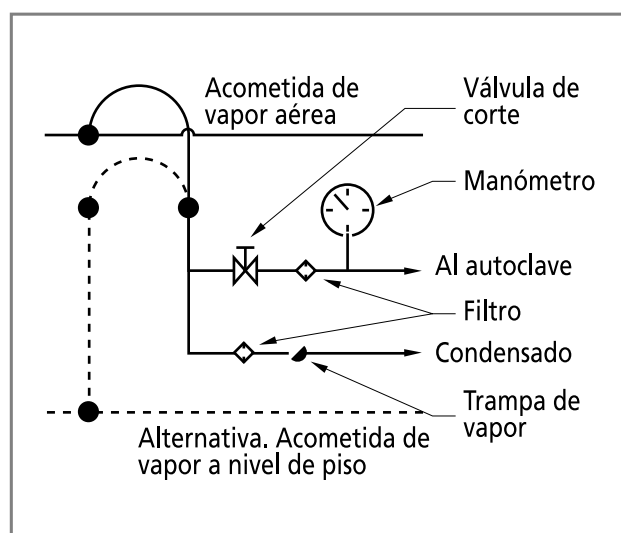 Acometida de
vapor aérea
Válvula de
corte
Manómetro
Al autoclave
Filtro
Condensado
Trampa de
vapor
Alternativa. Acometida de
vapor a nivel de piso